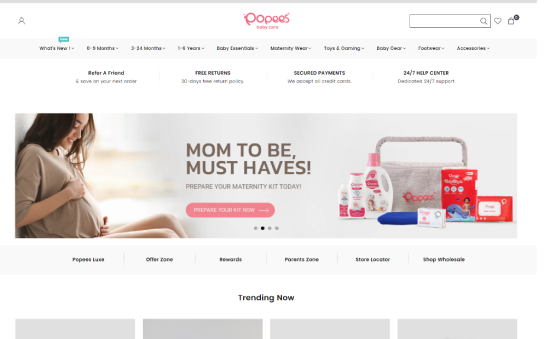 Popees
baby care
0
New
What's New !
0-9 Months
3-24 Months
1-6 Years
Baby Essentials
Maternity Wear
Toys & Gaming
Baby Gear
Footwear
Accessories
Refer A Friend
& save on your next order
FREE RETURNS
30-days free return policy.
SECURED PAYMENTS
We accept all credit cards.
24/7 HELP CENTER
Dedicated 24/7 support
MOM TO BE,
MUST HAVES!
PREPARE YOUR MATERNITY KIT TODAY!
PREPARE YOUR KIT NOW
Popees
Popees Luxe
Offer Zone
Rewards
Parents Zone
Store Locator
Shop Wholesale
Trending Now